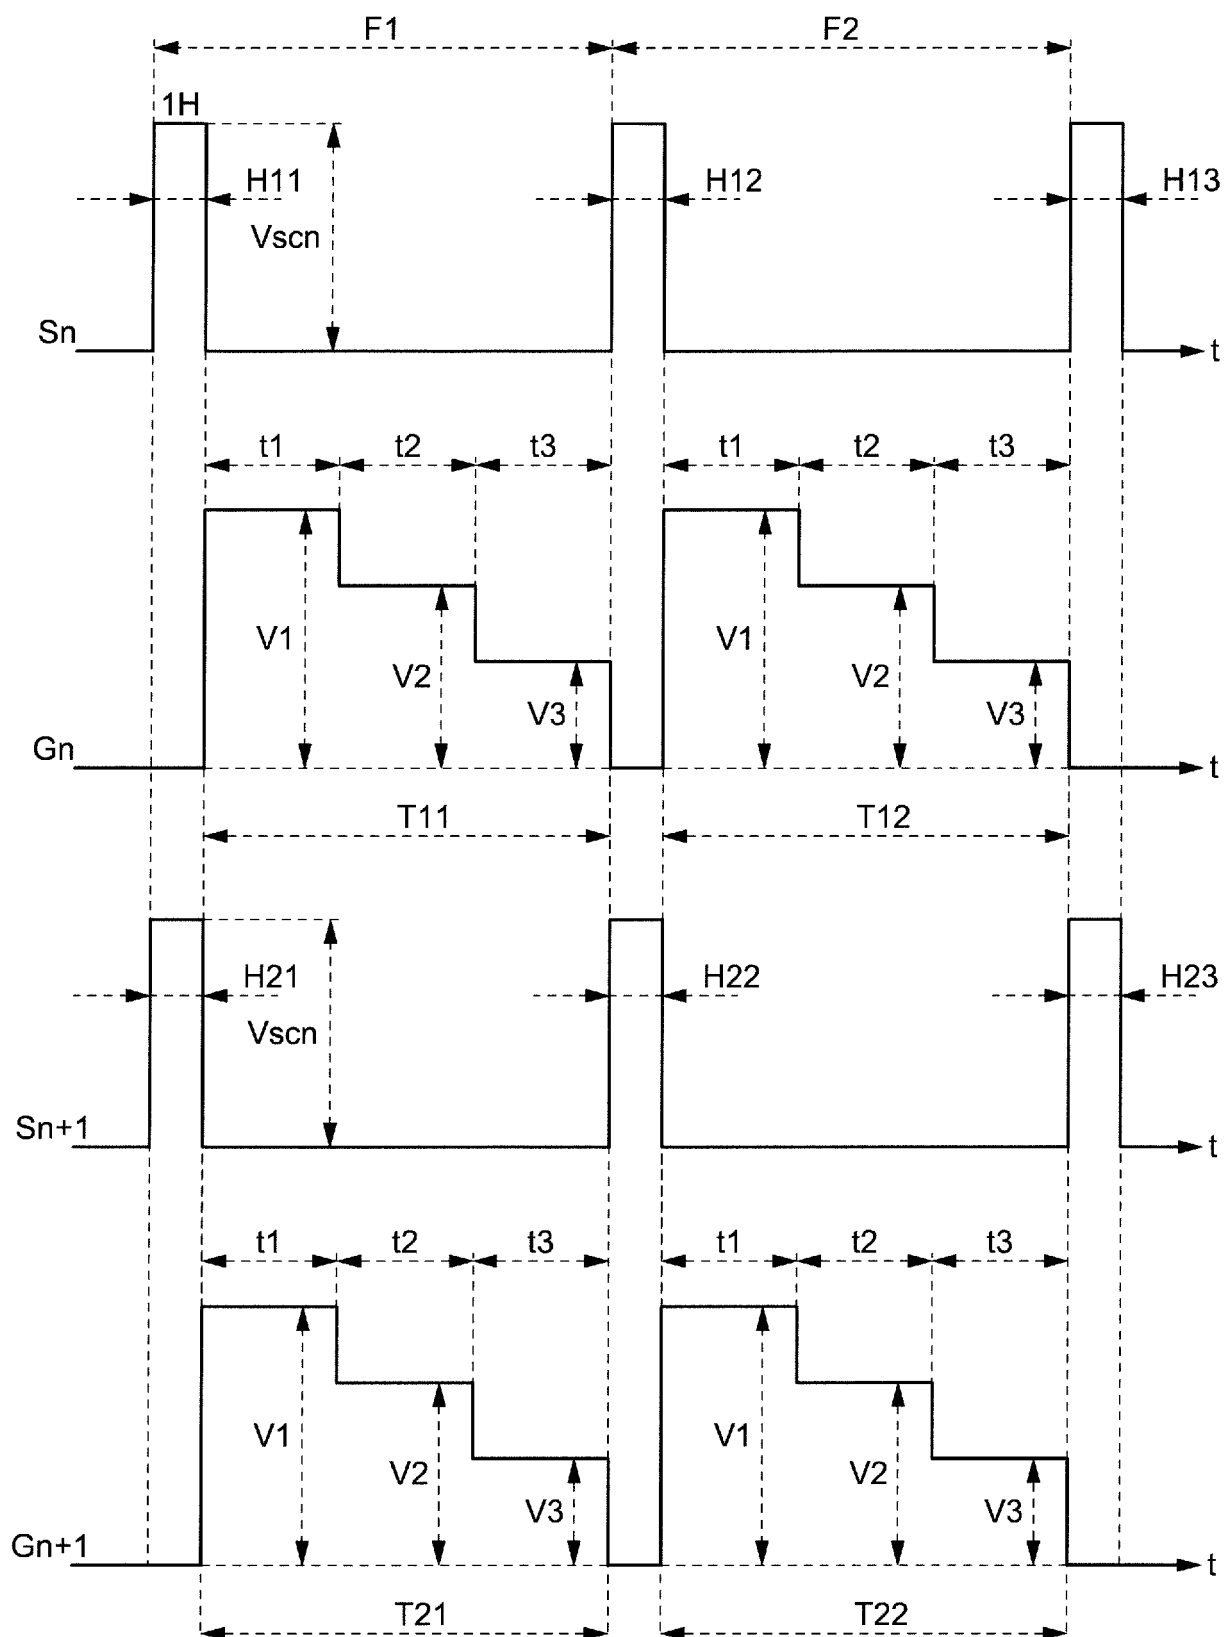 F1 F2
1H
H11 H12 H13
Vscn
Sn t
t1 t2 t3 t1 t2 t3
V1 V1
V2 V2
V3 V3
Gn t
T11 T12
H21 H22 H23
Vscn
Sn+1 t
t1 t2 t3 t1 t2 t3
V1 V1
V2 V2
V3 V3
Gn+1 t
T21 T22